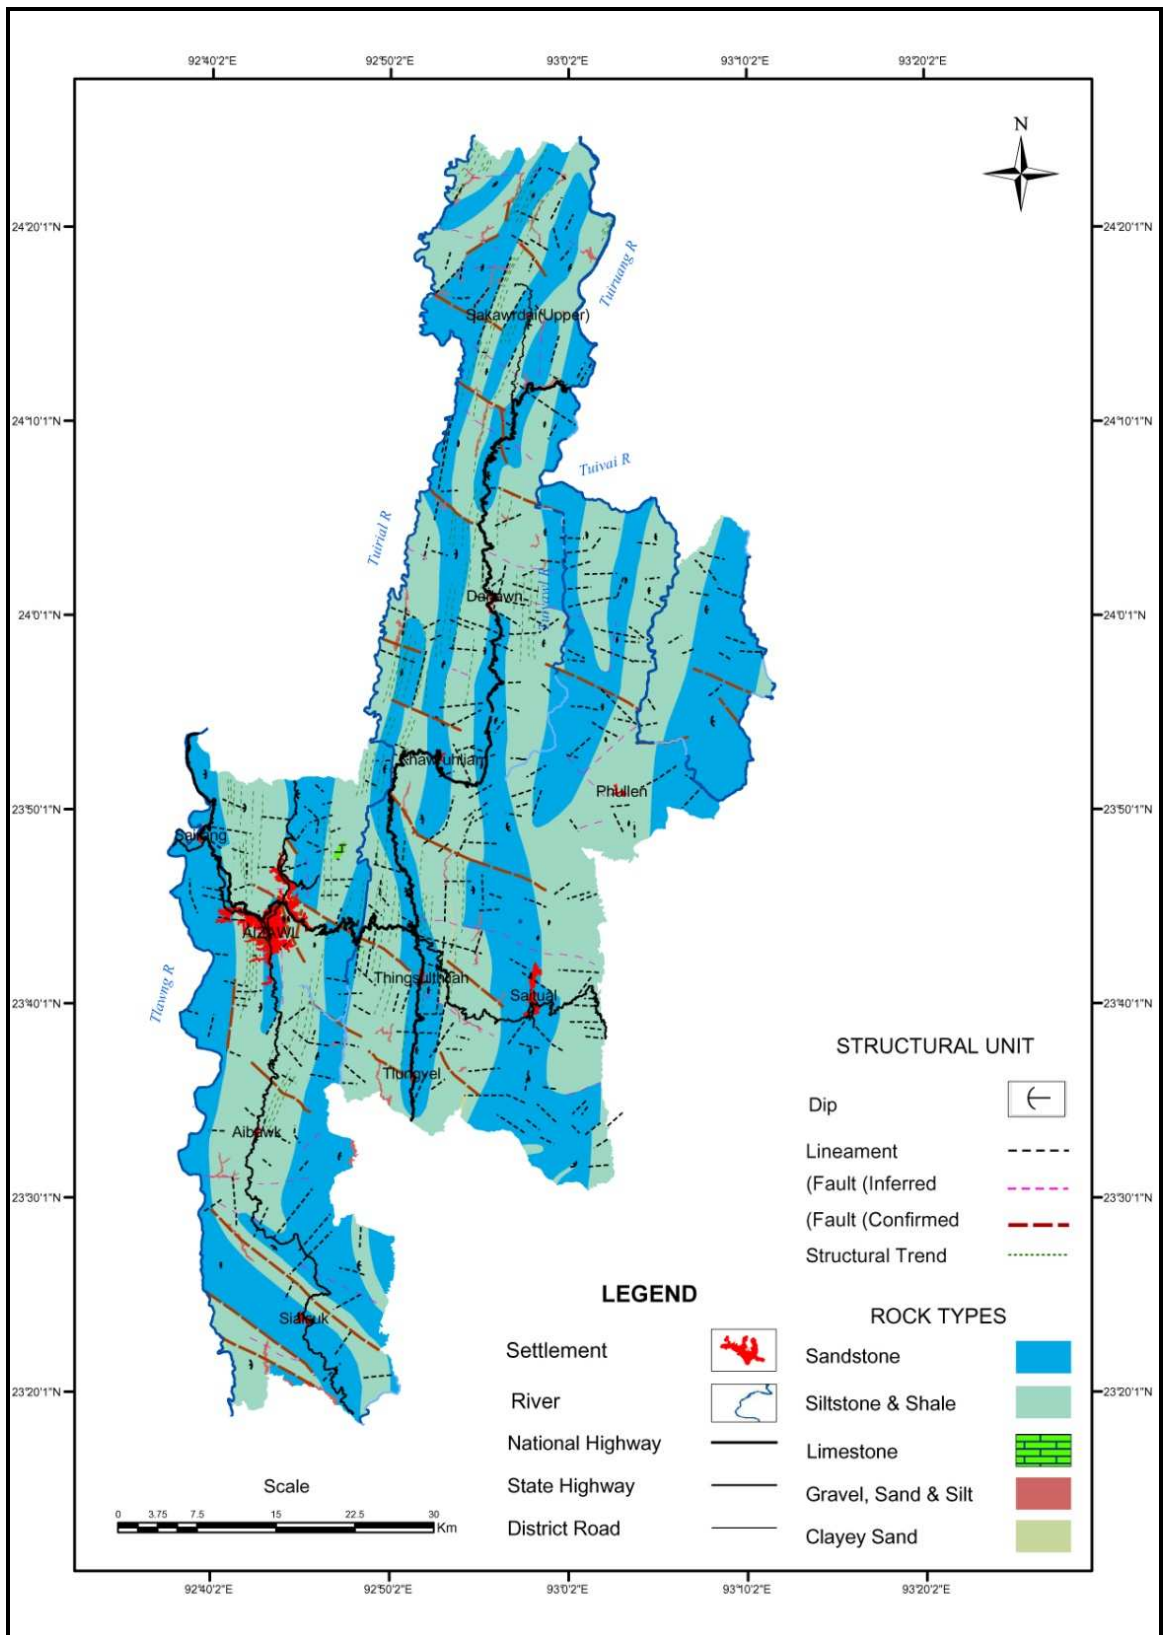 92°40'2"E 92°50'2"E 93°0'2"E 93°10'2"E 93°20'2"E
N
24°20'1"N 24°20'1"N
Tuiruang R
Sakawrdai(Upper)
24°10'1"N 24°10'1"N
Tuivai R
Tuirial R
24°0'1"N 24°0'1"N
Phullen
23°50'1"N 23°50'1"N
Sairang
AIZAWL
Thingsulthliah
Tlawng R
Saitual
23°40'1"N 23°40'1"N
Tlungvel
Aibawk
23°30'1"N 23°30'1"N
Sialsuk
23°20'1"N 23°20'1"N
STRUCTURAL UNIT
Dip
Lineament
(Fault (Inferred
(Fault (Confirmed
Structural Trend
LEGEND
Settlement
River
National Highway
State Highway
District Road
ROCK TYPES
Sandstone
Siltstone & Shale
Limestone
Gravel, Sand & Silt
Clayey Sand
Scale
0 3.75 7.5 15 22.5 30
Km
92°40'2"E 92°50'2"E 93°0'2"E 93°10'2"E 93°20'2"E